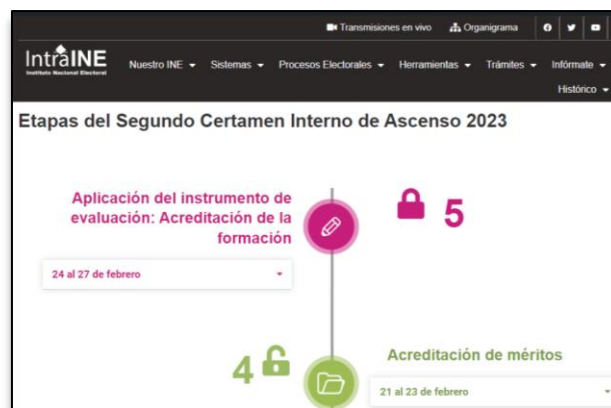 Transmisiones en vivo Organigrama
IntraINE
Instituto Nacional Electoral
Nuestro INE Sistemas Procesos Electorales Herramientas Trámites Infórmate
Histórico
Etapas del Segundo Certamen Interno de Ascenso 2023
Aplicación del instrumento de
evaluación: Acreditación de la
formación
5
24 al 27 de febrero
4
Acreditación de méritos
21 al 23 de febrero